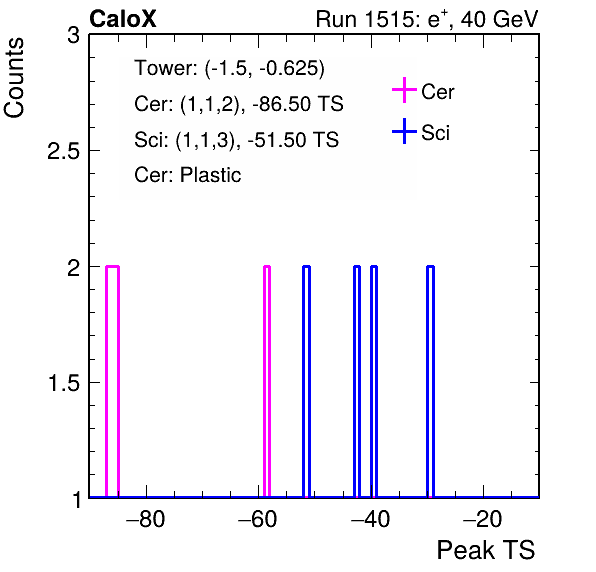 CaloX Run 1515: e⁺, 40 GeV
Counts
Tower: (-1.5, -0.625)
Cer: (1,1,2), -86.50 TS
Sci: (1,1,3), -51.50 TS
Cer: Plastic
Cer
Sci
3
2.5
2
1.5
1
−80 −60 −40 −20
Peak TS